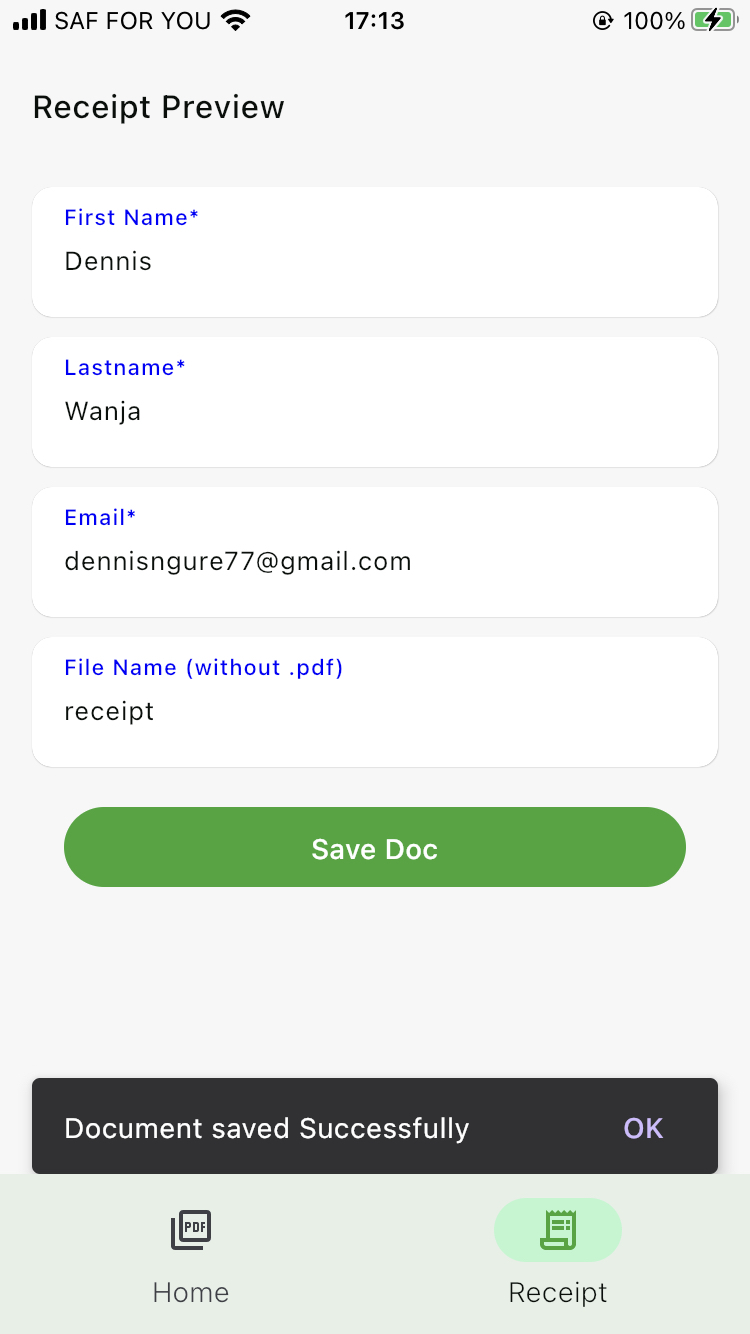 SAF FOR YOU 17:13 100%
Receipt Preview
First Name*
Dennis
Lastname*
Wanja
Email*
dennisngure77@gmail.com
File Name (without .pdf)
receipt
Save Doc
Document saved Successfully OK
PDF
Home Receipt